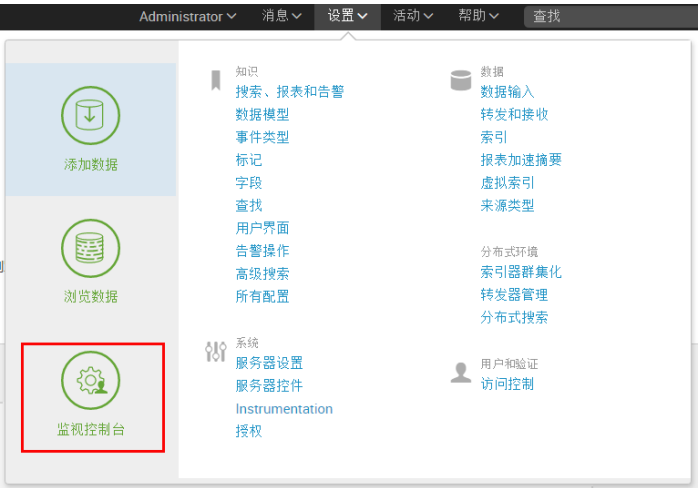 Administrator
消息
设置
活动
帮助
查找
添加数据
浏览数据
监视控制台
知识
搜索、报表和告警
数据模型
事件类型
标记
字段
查找
用户界面
告警操作
高级搜索
所有配置
系统
服务器设置
服务器控件
Instrumentation
授权
数据
数据输入
转发和接收
索引
报表加速摘要
虚拟索引
来源类型
分布式环境
索引器群集化
转发器管理
分布式搜索
用户和验证
访问控制